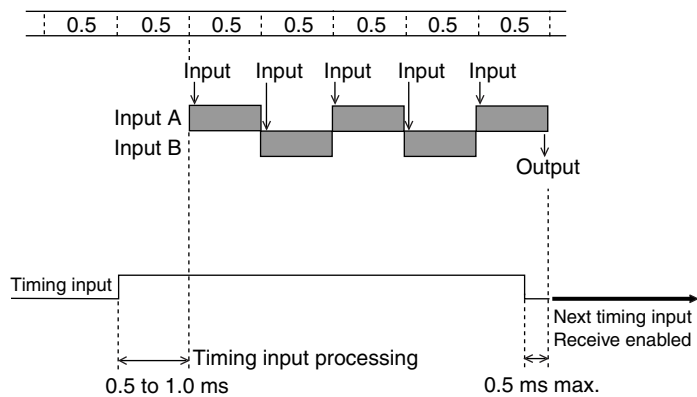 0.5 0.5 0.5 0.5 0.5 0.5 0.5
Input Input Input Input Input
Input A
Input B
Output
Timing input
Next timing input
Receive enabled
Timing input processing
0.5 to 1.0 ms
0.5 ms max.